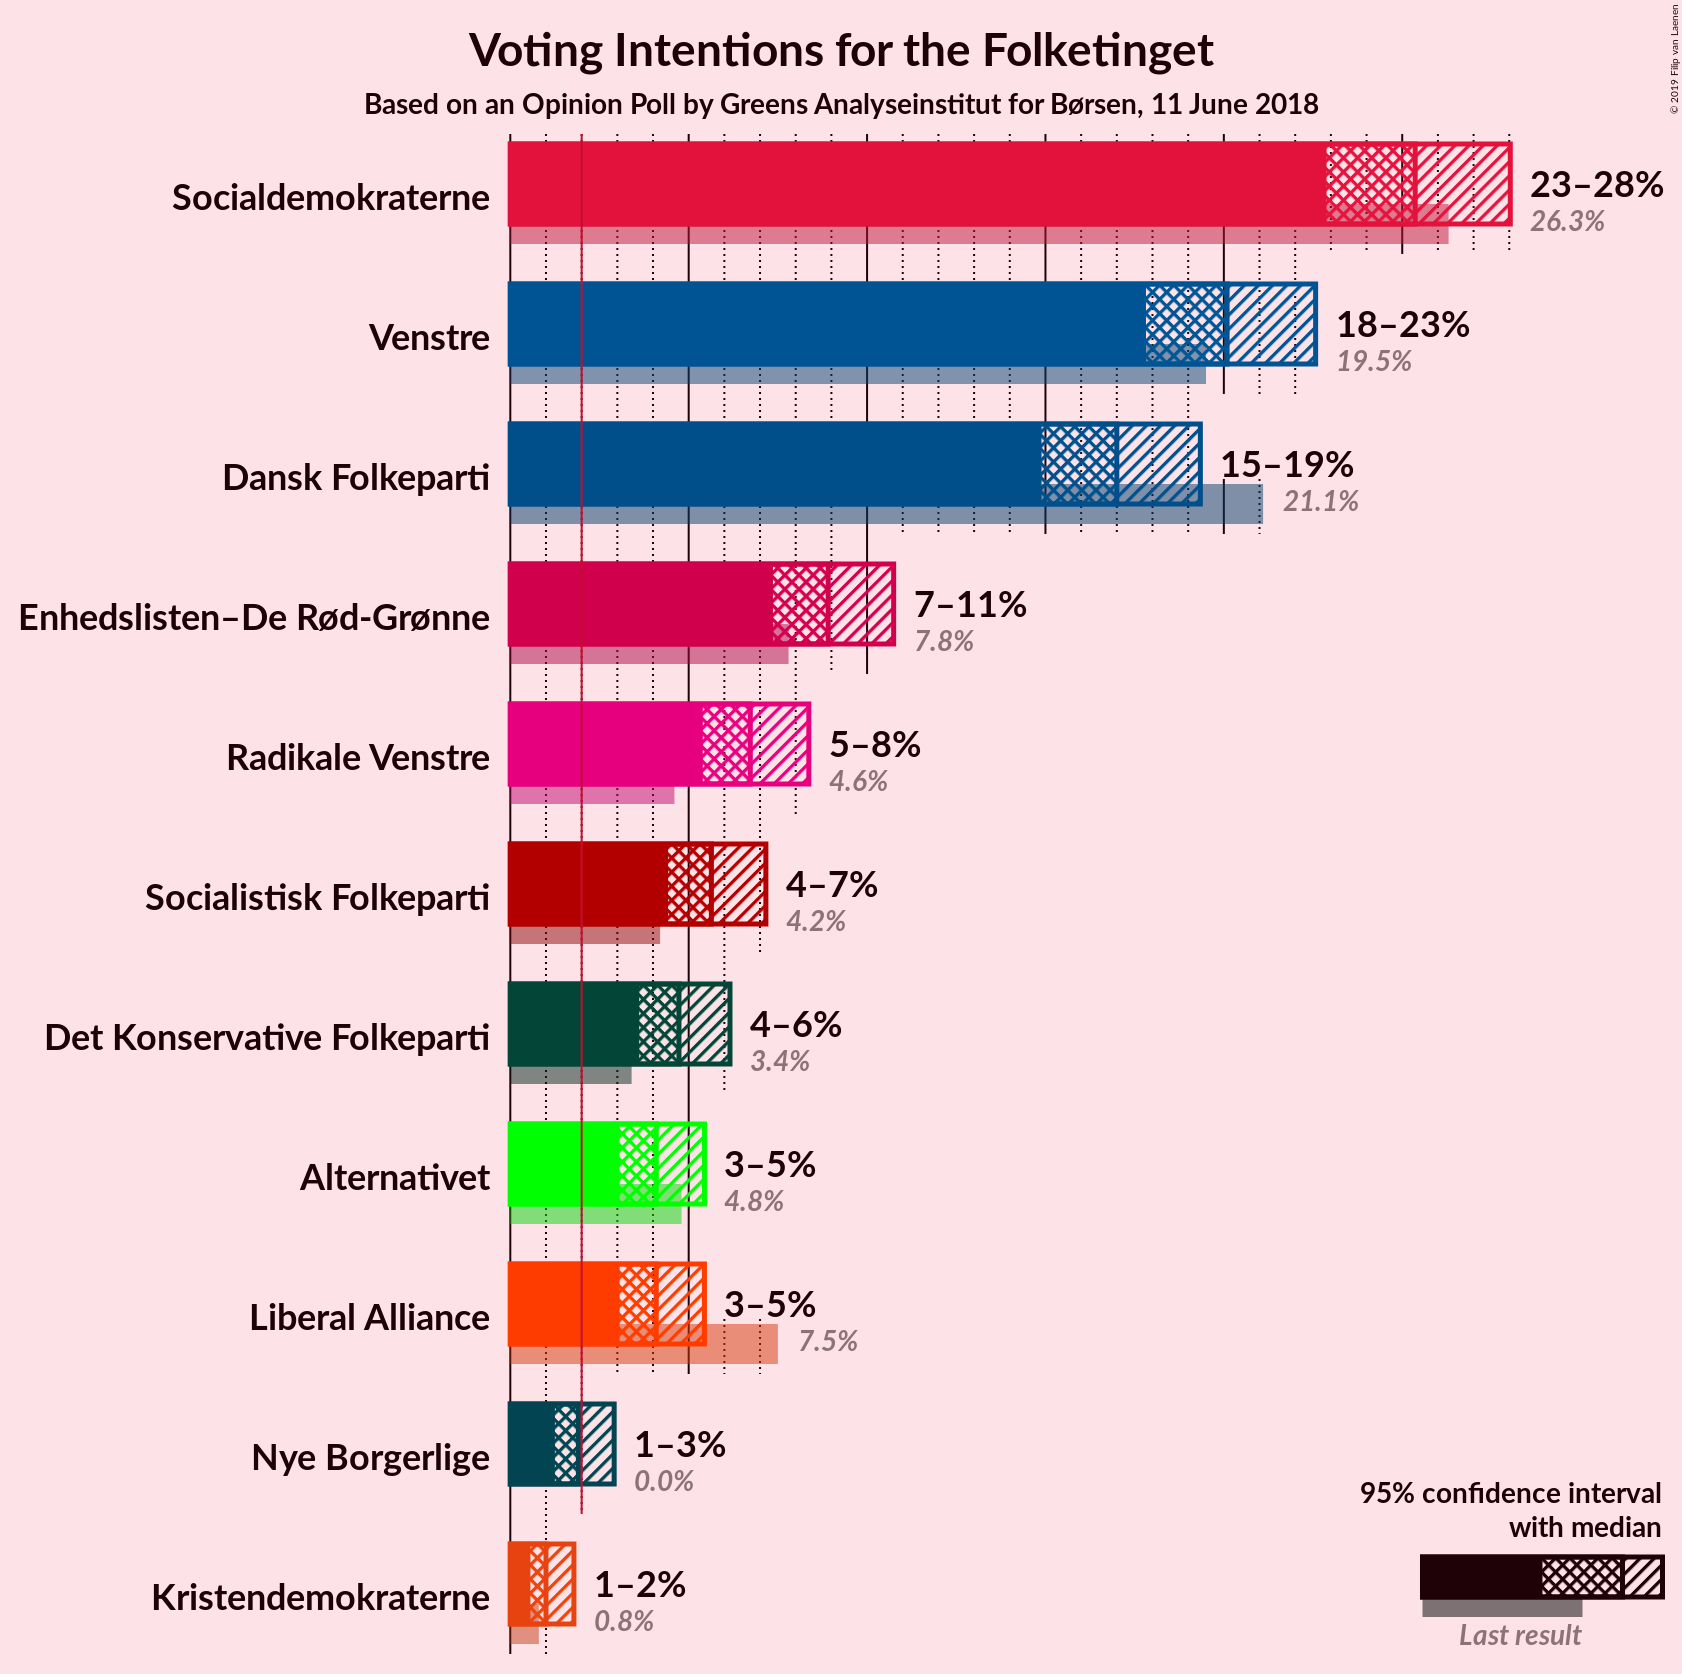 Voting Intentions for the Folketinget
Based on an Opinion Poll by Greens Analyseinstitut for Børsen, 11 June 2018
© 2019 Filip van Laenen
Socialdemokraterne
23–28%
26.3%
Venstre
18–23%
19.5%
Dansk Folkeparti
15–19%
21.1%
Enhedslisten–De Rød-Grønne
7–11%
7.8%
Radikale Venstre
5–8%
4.6%
Socialistisk Folkeparti
4–7%
4.2%
Det Konservative Folkeparti
4–6%
3.4%
Alternativet
3–5%
4.8%
Liberal Alliance
3–5%
7.5%
Nye Borgerlige
1–3%
0.0%
Kristendemokraterne
1–2%
0.8%
95% confidence interval
with median
Last result